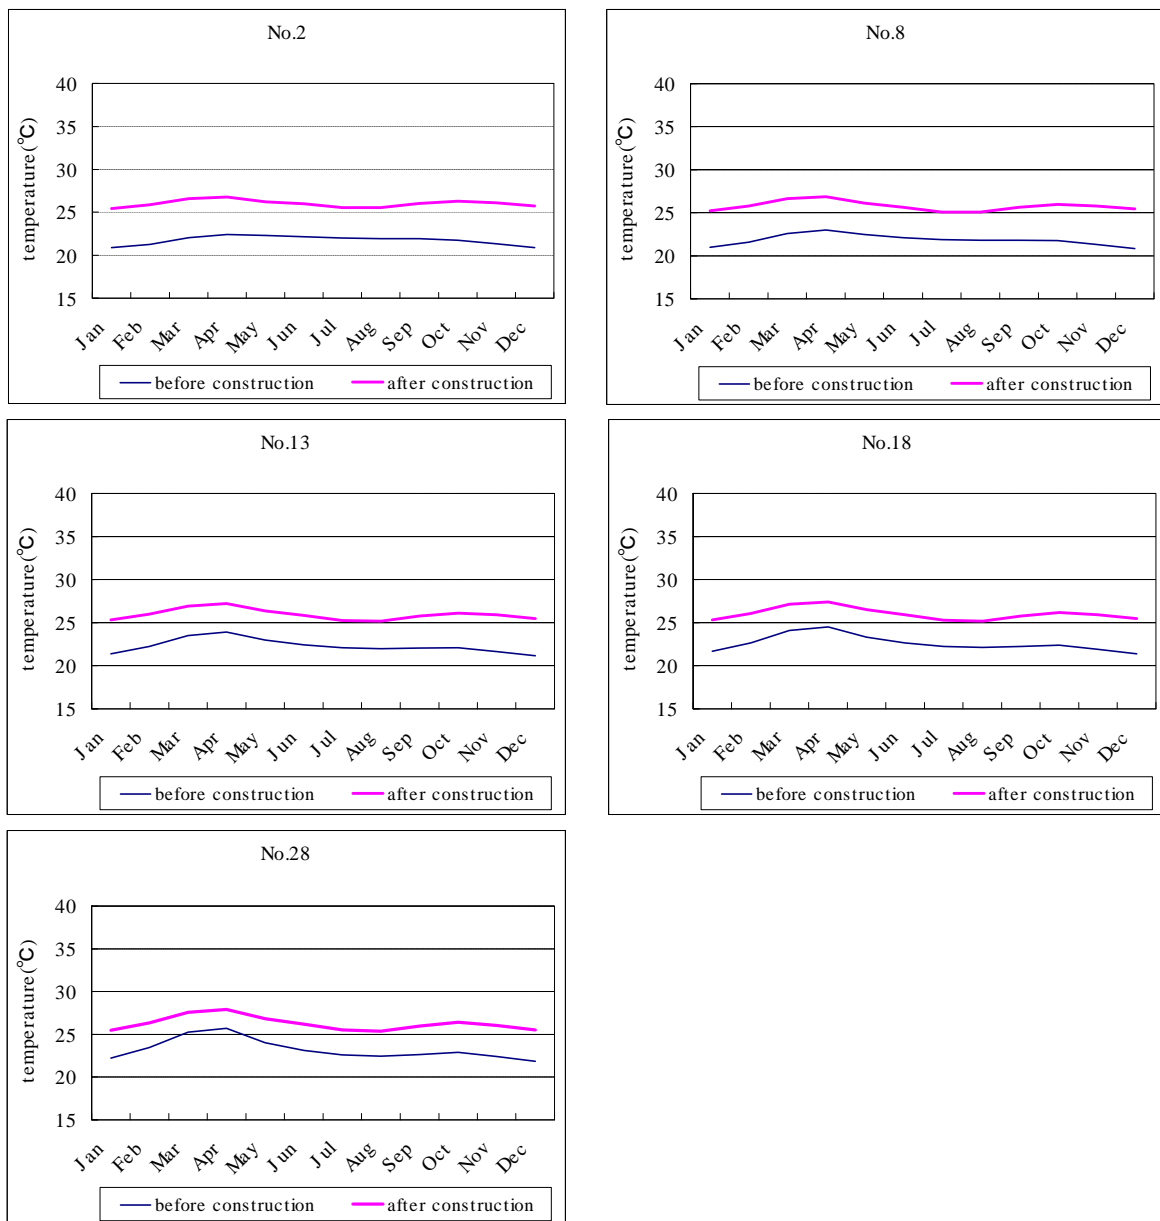 No.2
temperature(℃)
40
35
30
25
20
15
Jan Feb Mar Apr May Jun Jul Aug Sep Oct Nov Dec
before construction after construction
No.8
temperature(℃)
40
35
30
25
20
15
Jan Feb Mar Apr May Jun Jul Aug Sep Oct Nov Dec
before construction after construction
No.13
temperature(℃)
40
35
30
25
20
15
Jan Feb Mar Apr May Jun Jul Aug Sep Oct Nov Dec
before construction after construction
No.18
temperature(℃)
40
35
30
25
20
15
Jan Feb Mar Apr May Jun Jul Aug Sep Oct Nov Dec
before construction after construction
No.28
temperature(℃)
40
35
30
25
20
15
Jan Feb Mar Apr May Jun Jul Aug Sep Oct Nov Dec
before construction after construction